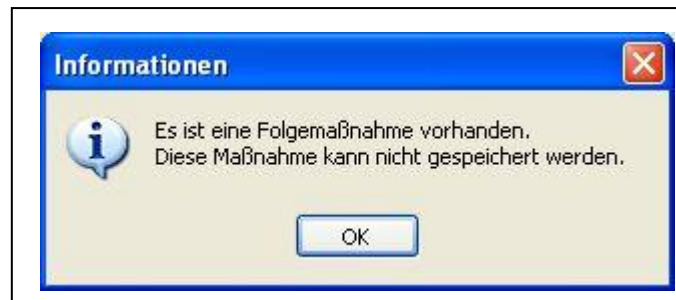 Informationen
Es ist eine Folgemaßnahme vorhanden.
Diese Maßnahme kann nicht gespeichert werden.
OK